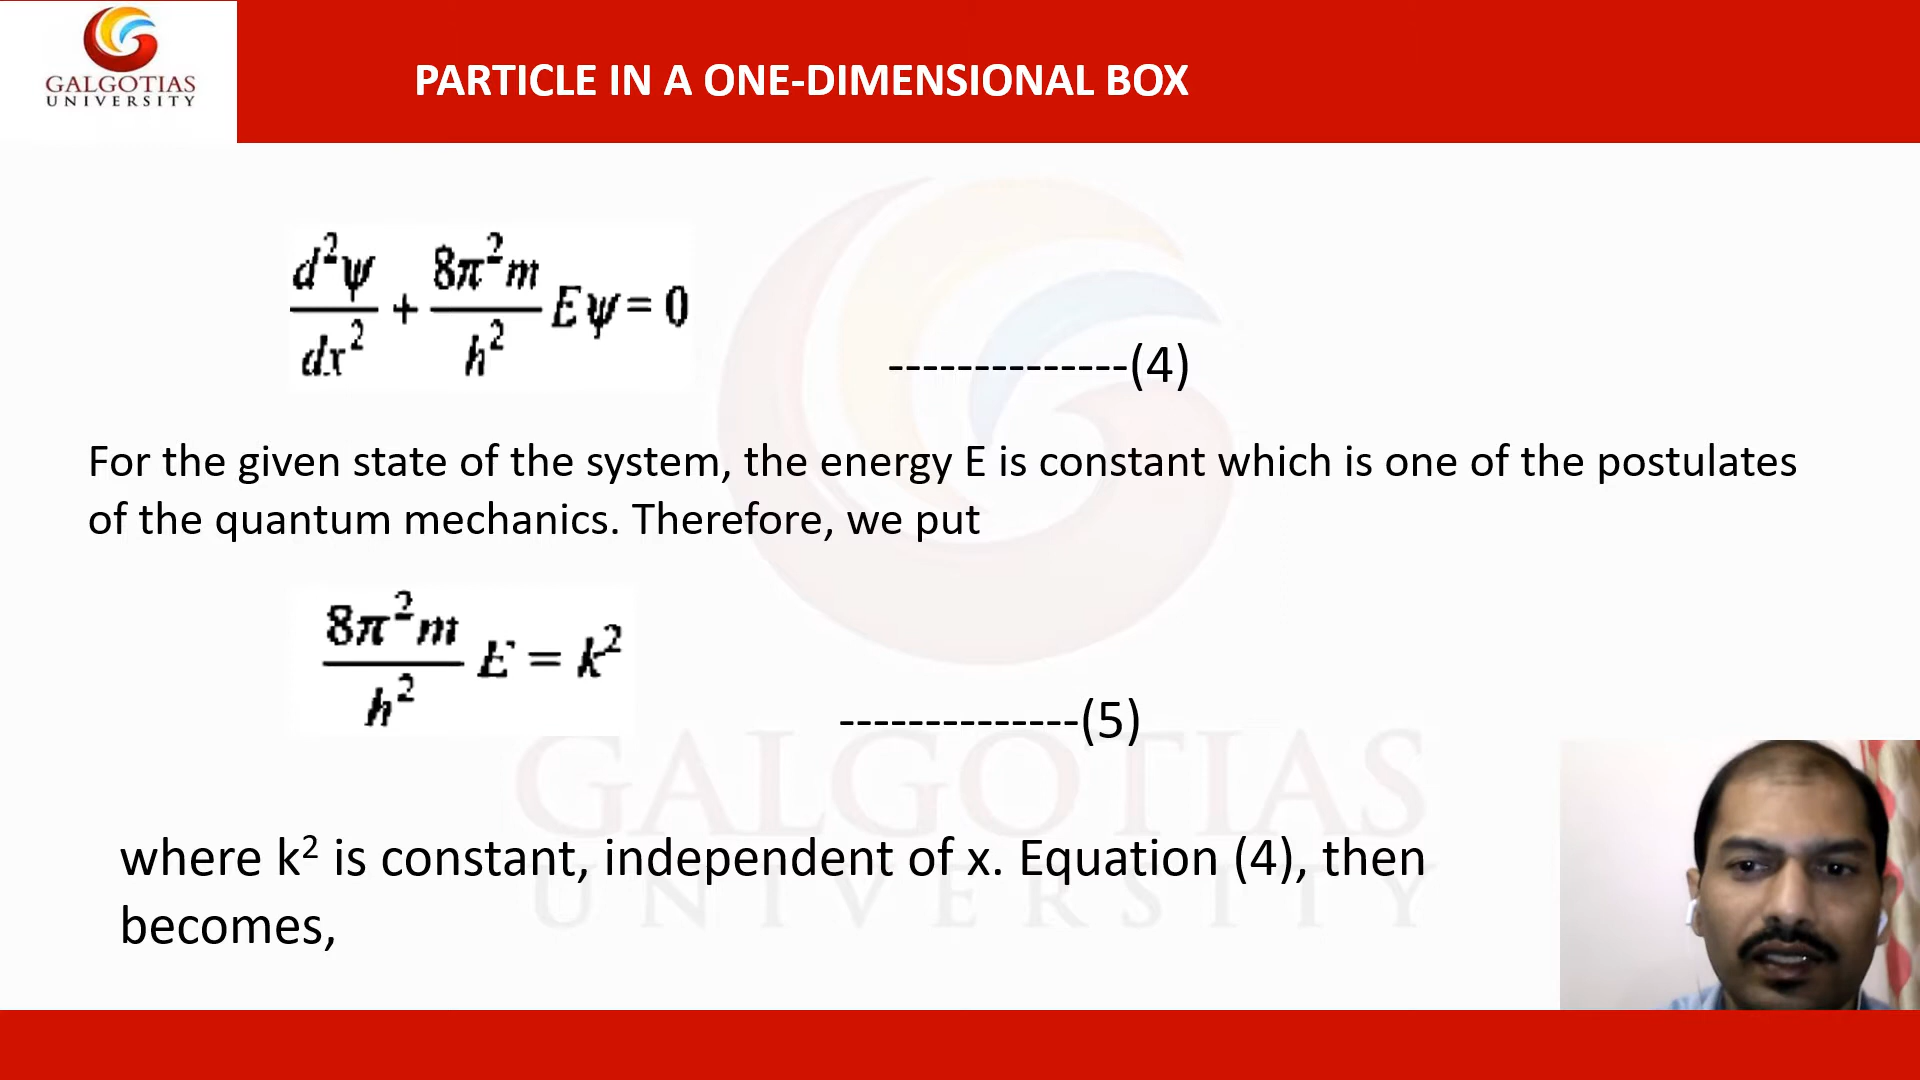 GALGOTIAS
UNIVERSITY
PARTICLE IN A ONE-DIMENSIONAL BOX
d²ψ/dx² + 8π²m/h² Eψ = 0
--------------(4)
For the given state of the system, the energy E is constant which is one of the postulates
of the quantum mechanics. Therefore, we put
8π²m/h² E = k²
--------------(5)
GALGOTIAS
UNIVERSITY
where k² is constant, independent of x. Equation (4), then
becomes,